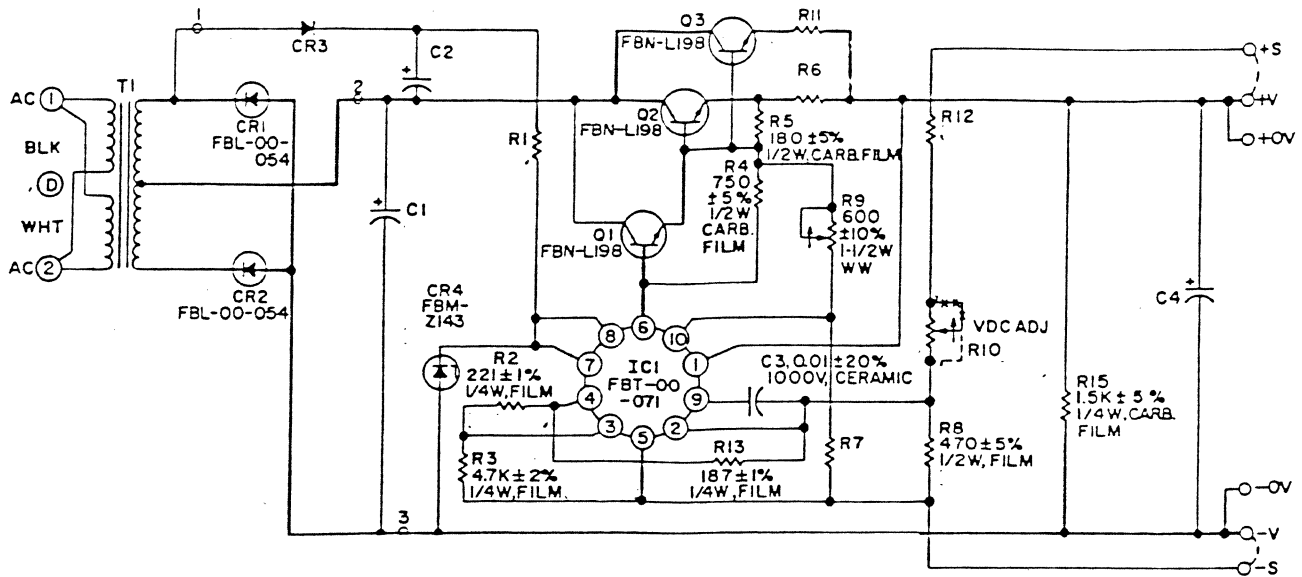 1
CR3
C2
Q3
FBN-L198
R11
+S
AC 1
T1
CR1
FBL-00-
054
2
R1
Q2
FBN-L198
R6
R5
180±5%
1/2W,CARB.FILM
R12
+V
+OV
BLK
D
WHT
AC 2
C1
Q1
FBN-L198
R4
750
±5%
1/2W
CARB.
FILM
R9
600
±10%
1-1/2W
WW
CR2
FBL-00-054
CR4
FBM-
Z143
C4
VDC ADJ
R10
8
6
10
7
IC1
FBT-00
-071
1
4
9
3
5
2
R2
221±1%
1/4W,FILM
C3,0.01±20%
1000V, CERAMIC
R15
1.5K±5%
1/4W,CARB.
FILM
R3
4.7K±2%
1/4W,FILM.
R13
187±1%
1/4W,FILM
R7
R8
470±5%
1/2W,FILM
-OV
3
-V
-S